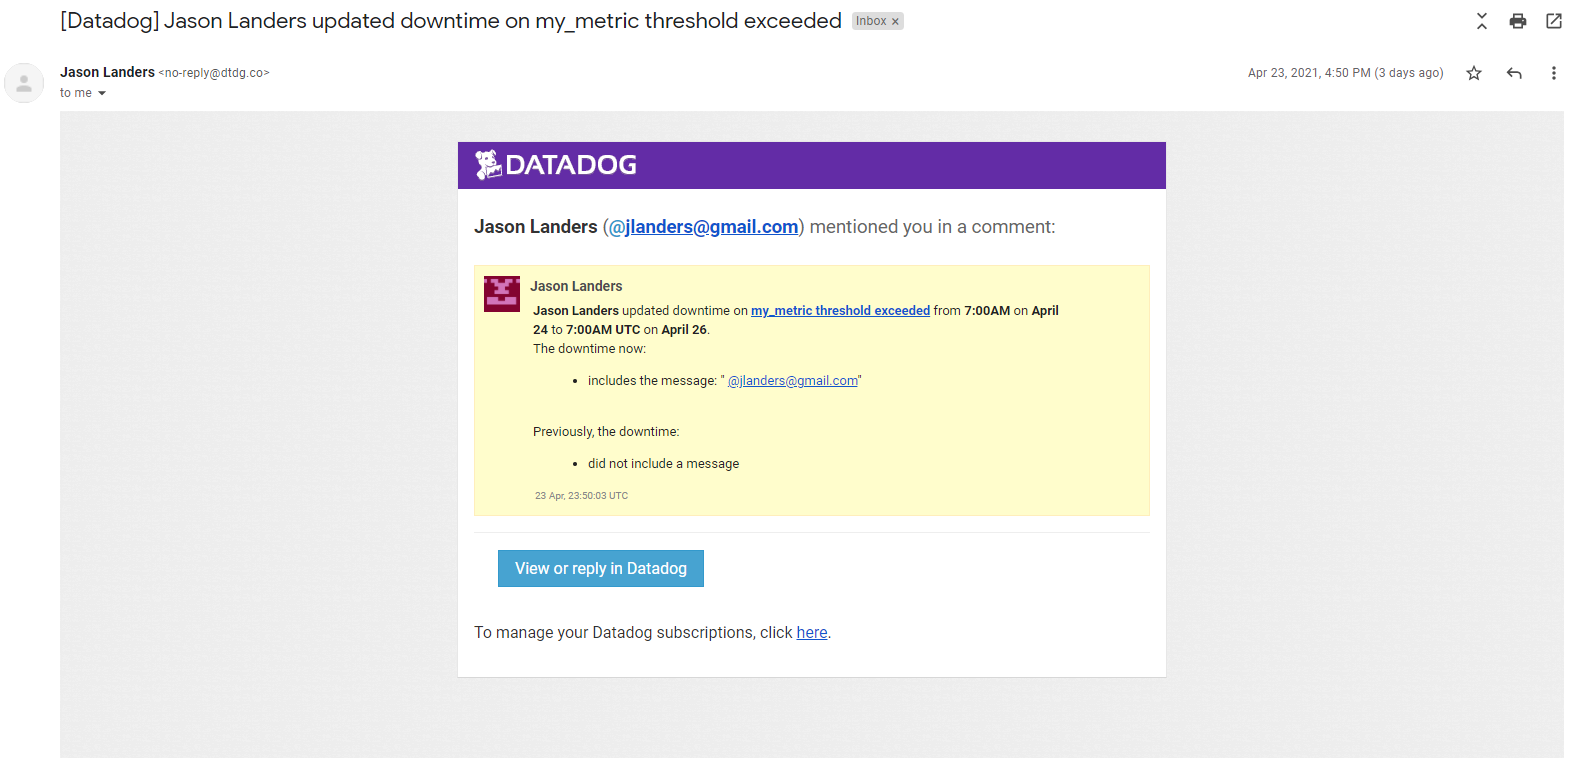 [Datadog] Jason Landers updated downtime on my_metric threshold exceeded Inbox x
Jason Landers <no-reply@dtdg.co> Apr 23, 2021, 4:50 PM (3 days ago)
to me
DATADOG
Jason Landers (@jlanders@gmail.com) mentioned you in a comment:
Jason Landers
Jason Landers updated downtime on my_metric threshold exceeded from 7:00AM on April
24 to 7:00AM UTC on April 26.
The downtime now:
• includes the message: " @jlanders@gmail.com"
Previously, the downtime:
• did not include a message
23 Apr, 23:50:03 UTC
View or reply in Datadog
To manage your Datadog subscriptions, click here.